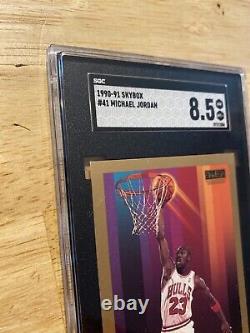 SGC
1990-91 SKYBOX
#41 MICHAEL JORDAN
8.5
BULLS
23